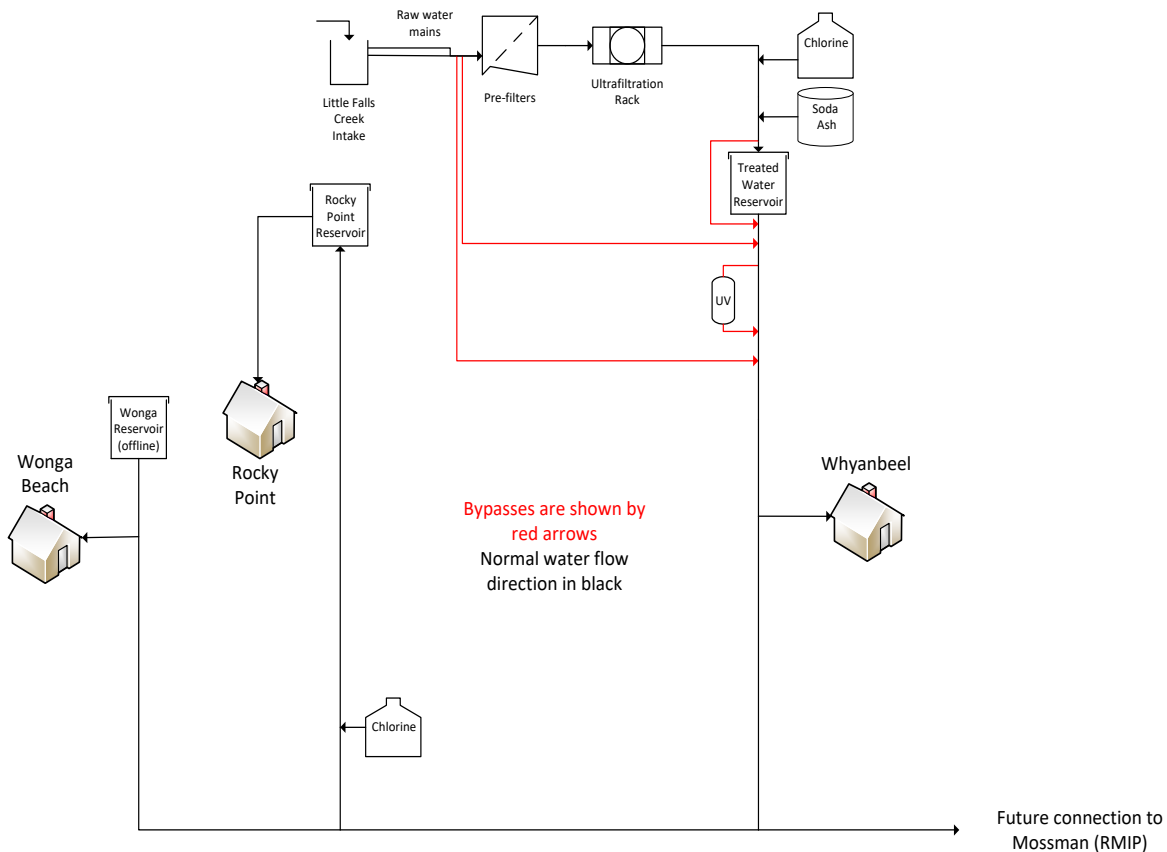 Raw water
mains
Chlorine
Little Falls
Creek
Intake
Pre-filters
Ultrafiltration
Rack
Soda
Ash
Treated
Water
Reservoir
Rocky
Point
Reservoir
UV
Wonga
Reservoir
(offline)
Wonga
Beach
Rocky
Point
Whyanbeel
Bypasses are shown by
red arrows
Normal water flow
direction in black
Chlorine
Future connection to
Mossman (RMIP)